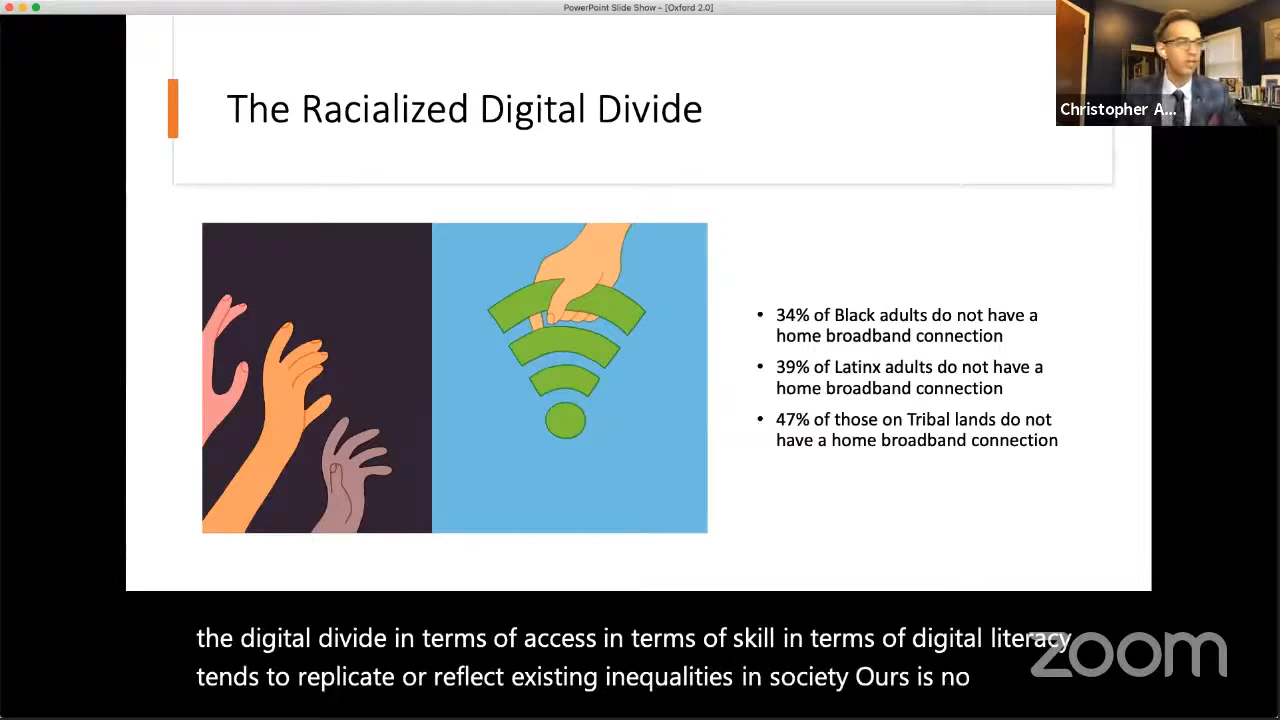 PowerPoint Slide Show - [Oxford 2.0]
Christopher A...
The Racialized Digital Divide
• 34% of Black adults do not have a
home broadband connection
• 39% of Latinx adults do not have a
home broadband connection
• 47% of those on Tribal lands do not
have a home broadband connection
the digital divide in terms of access in terms of skill in terms of digital literacy
tends to replicate or reflect existing inequalities in society Ours is no
zoom